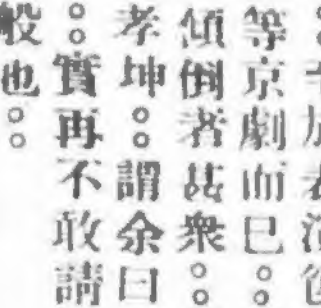 等京劇而已。
傾倒者甚衆。
孝坤。謂余曰
。實再不敢請
般也。